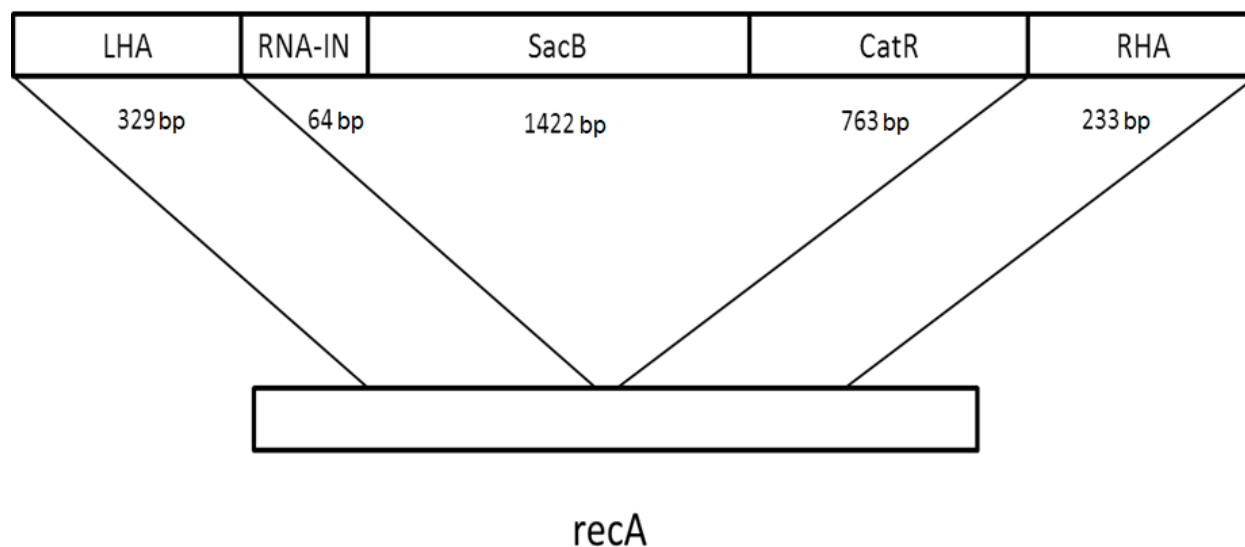 LHA RNA-IN SacB CatR RHA
329 bp 64 bp 1422 bp 763 bp 233 bp
recA